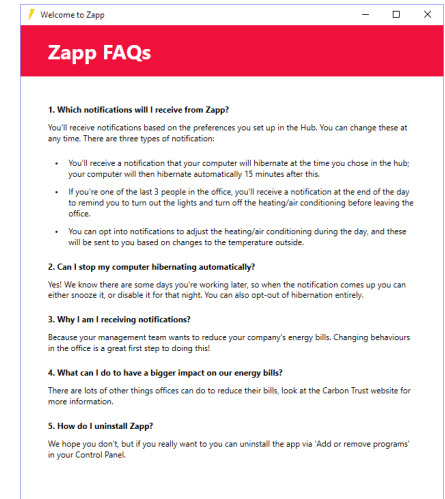 Welcome to Zapp
Zapp FAQs
1. Which notifications will I receive from Zapp?
You'll receive notifications based on the preferences you set up in the Hub. You can change these at
any time. There are three types of notification:
• You'll receive a notification that your computer will hibernate at the time you chose in the hub;
your computer will then hibernate automatically 15 minutes after this.
• If you're one of the last 3 people in the office, you'll receive a notification at the end of the day
to remind you to turn out the lights and turn off the heating/air conditioning before leaving the
office.
• You can opt into notifications to adjust the heating/air conditioning during the day, and these
will be sent to you based on changes to the temperature outside.
2. Can I stop my computer hibernating automatically?
Yes! We know there are some days you're working later, so when the notification comes up you can
either snooze it, or disable it for that night. You can also opt-out of hibernation entirely.
3. Why I am I receiving notifications?
Because your management team wants to reduce your company's energy bills. Changing behaviours
in the office is a great first step to doing this!
4. What can I do to have a bigger impact on our energy bills?
There are lots of other things offices can do to reduce their bills, look at the Carbon Trust website for
more information.
5. How do I uninstall Zapp?
We hope you don't, but if you really want to you can uninstall the app via 'Add or remove programs'
in your Control Panel.